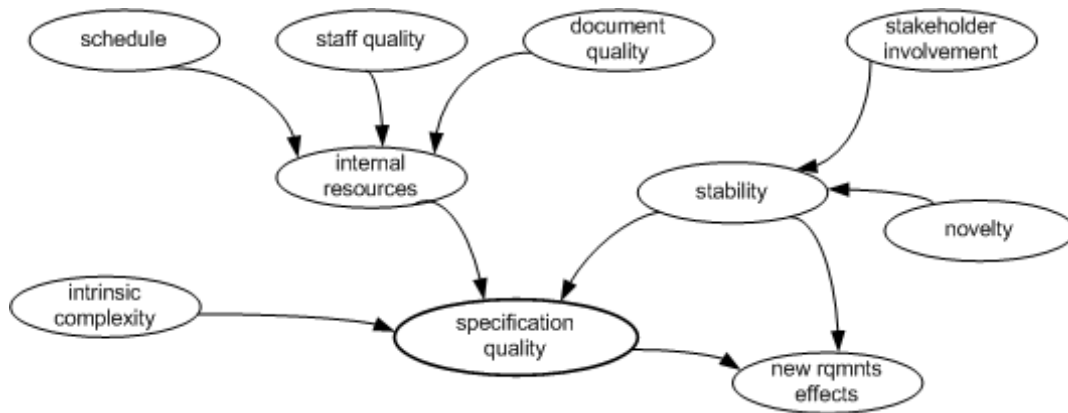 schedule
staff quality
document
quality
stakeholder
involvement
internal
resources
stability
novelty
intrinsic
complexity
specification
quality
new rqmnts
effects